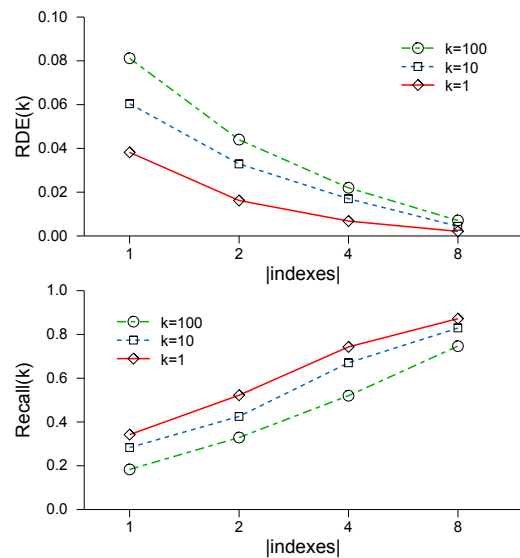 0.10
0.08
0.06
0.04
0.02
0.00
RDE(k)
k=100
k=10
k=1
1 2 4 8
|indexes|
1.0
0.8
0.6
0.4
0.2
0.0
Recall(k)
k=100
k=10
k=1
1 2 4 8
|indexes|